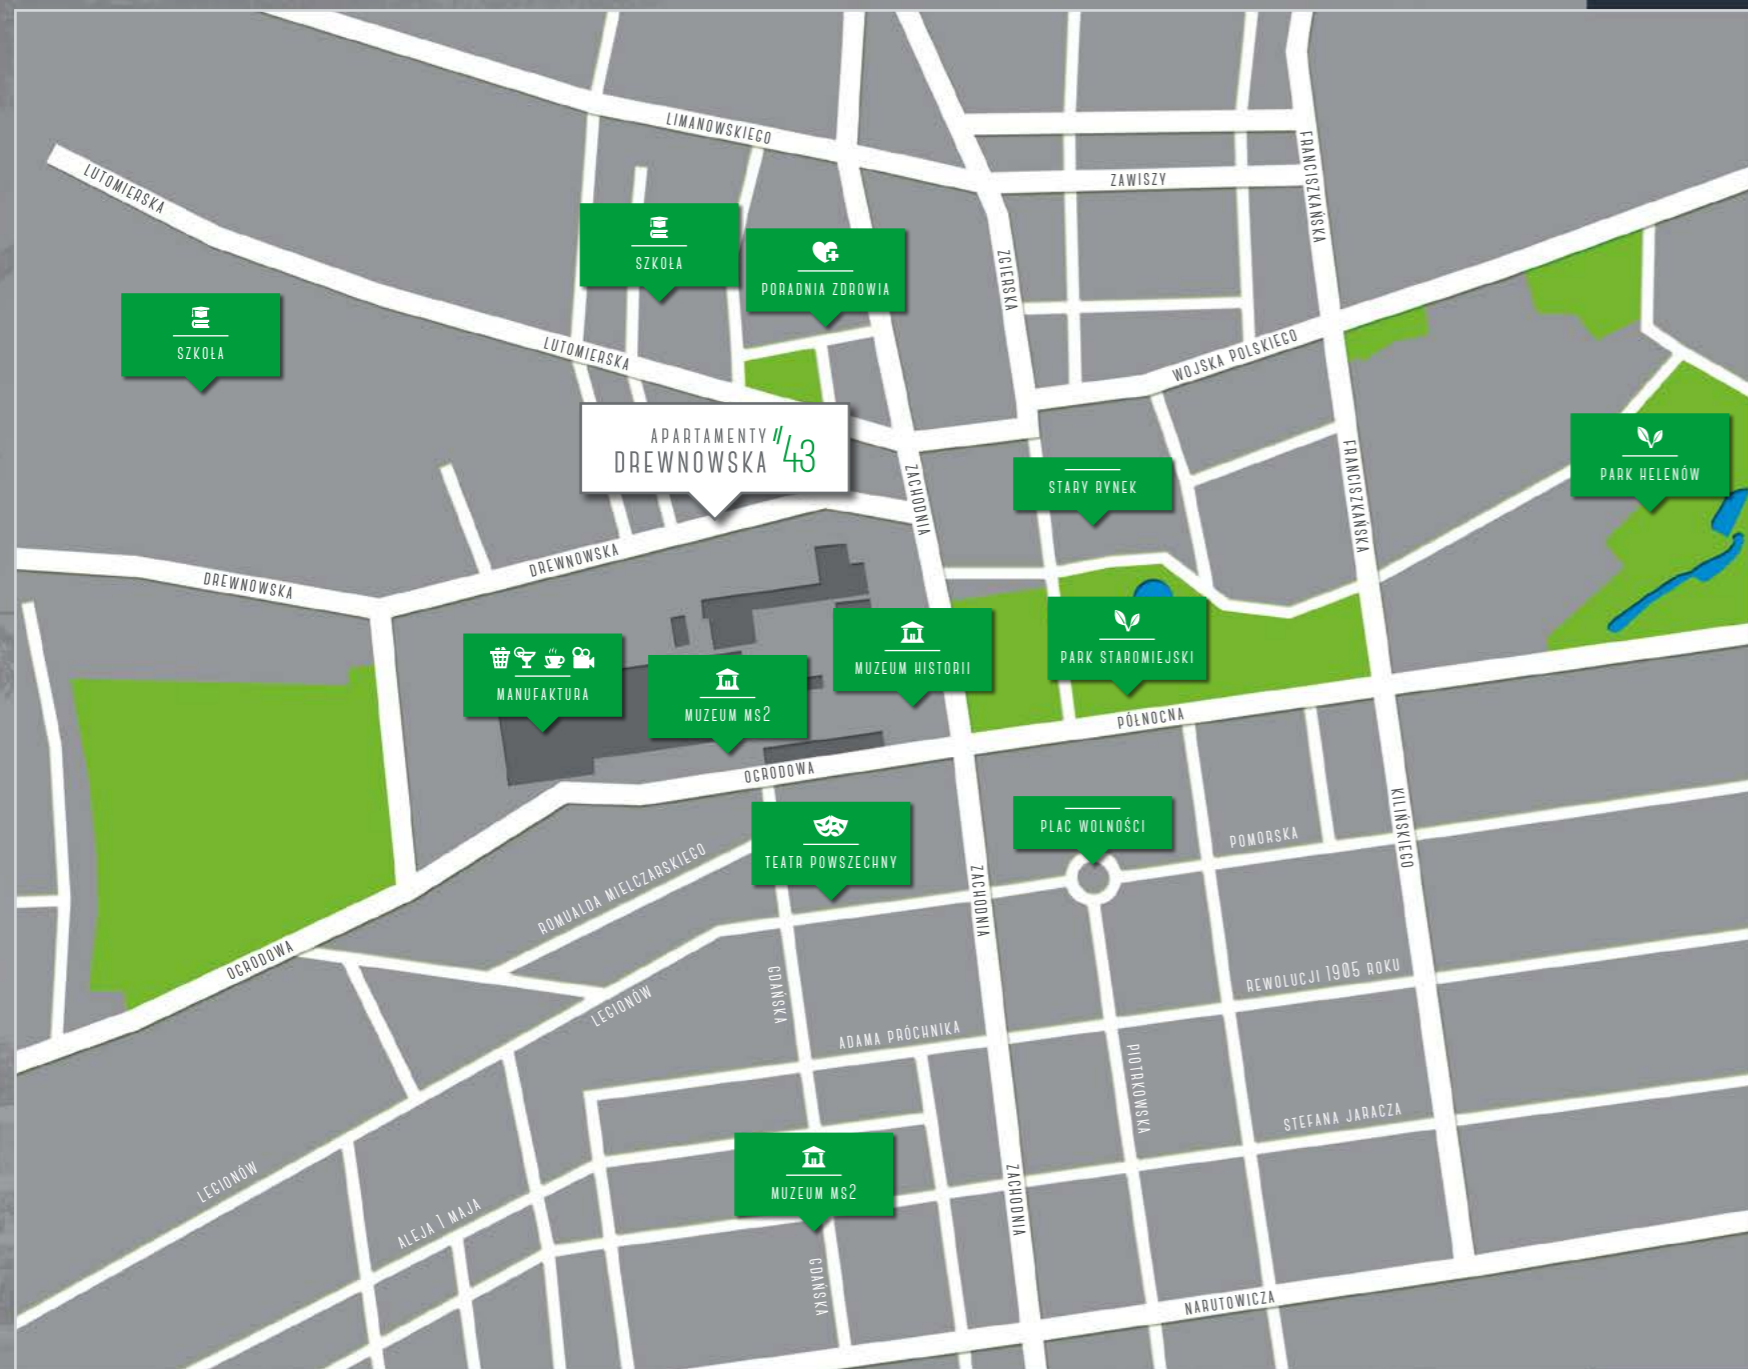 LIMANOWSKIEGO
LUTOMIERSKA
ZAWISZY
FRANCISZKAŃSKA
SZKOŁA
PORADNIA ZDROWIA
ZGIERSKA
SZKOŁA
LUTOMIERSKA
WOJSKA POLSKIEGO
APARTAMENTY
DREWNOWSKA "43
ZACHODNIA
STARY RYNEK
FRANCISZKAŃSKA
PARK HELENÓW
DREWNOWSKA
DREWNOWSKA
MANUFAKTURA
MUZEUM MS2
MUZEUM HISTORII
PARK STAROMIEJSKI
PÓŁNOCNA
OGRODOWA
TEATR POWSZECHNY
PLAC WOLNOŚCI
POMORSKA
KILIŃSKIEGO
ROMUALDA MIELCZARSKIEGO
ZACHODNIA
OGRODOWA
LEGIONÓW
GDAŃSKA
REWOLUCJI 1905 ROKU
ADAMA PRÓCHNIKA
PIOTRKOWSKA
STEFANA JARACZA
LEGIONÓW
ALEJA 1 MAJA
MUZEUM MS2
ZACHODNIA
GDAŃSKA
NARUTOWICZA